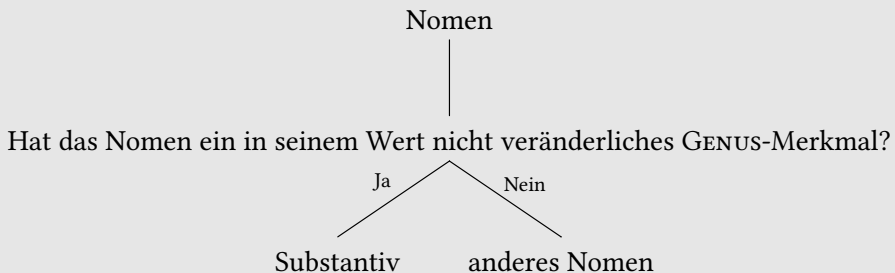 Nomen
Hat das Nomen ein in seinem Wert nicht veränderliches GENUS-Merkmal?
Ja Nein
Substantiv anderes Nomen